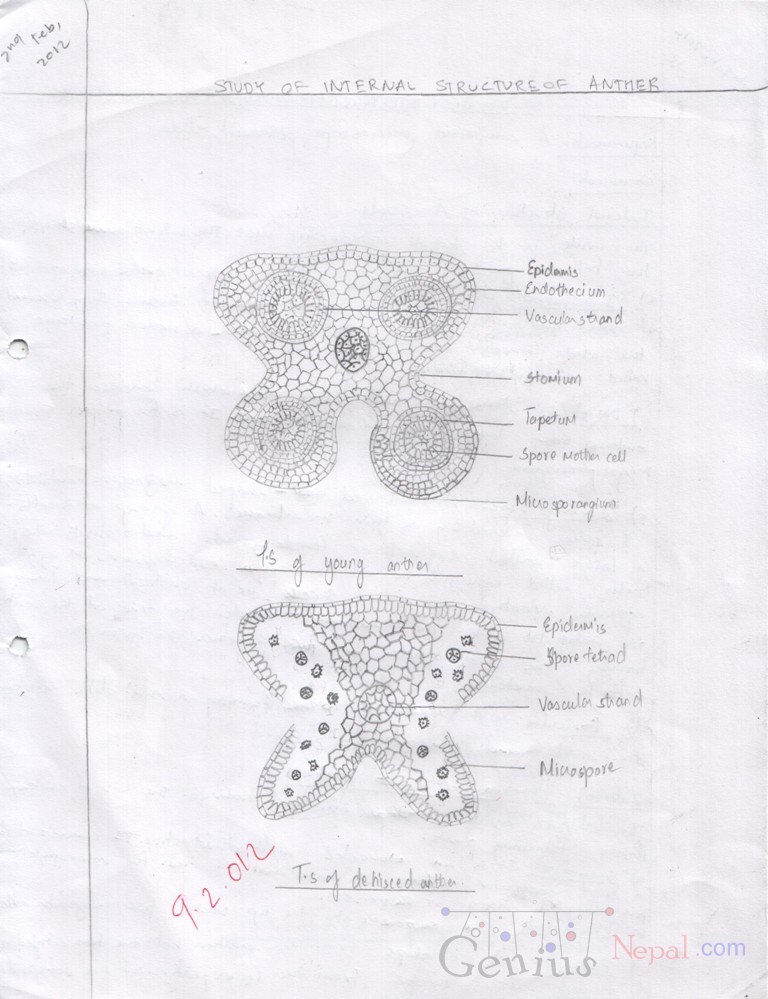 2nd Feb,
2012
STUDY OF INTERNAL STRUCTURE OF ANTHER
Epidemis
Endothecium
Vascular strand
Stomium
Tapetum
Spore Mother cell
Microsporangium
T.S of young anther
Epidermis
Spore tetrad
Vascular strand
Microspore
9.2.012
T.S of dehisced anther.
Genius Nepal.com